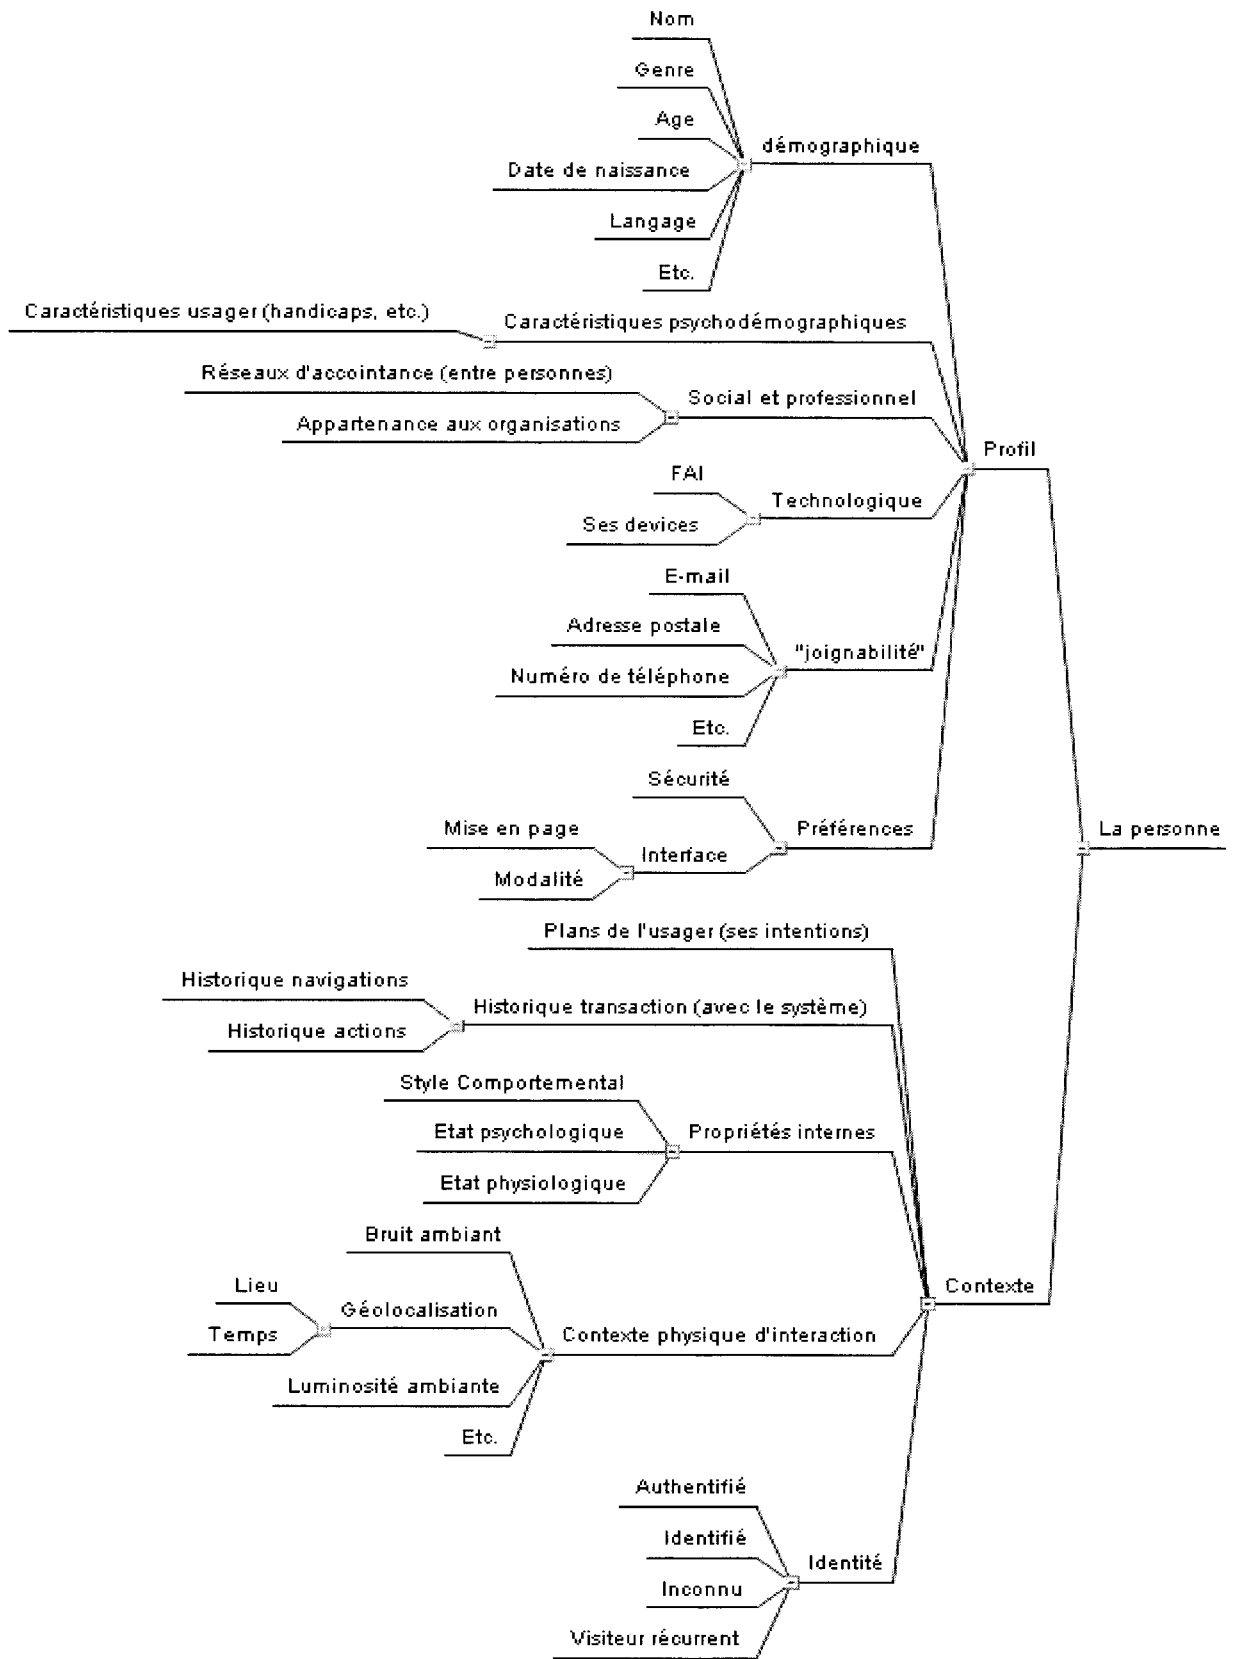 Nom
Genre
Age
démographique
Date de naissance
Langage
Etc.
Caractéristiques usager (handicaps, etc.)
Caractéristiques psychodémographiques
Réseaux d'accointance (entre personnes)
Social et professionnel
Appartenance aux organisations
Profil
FAI
Technologique
Ses devices
E-mail
Adresse postale
"joignabilité"
Numéro de téléphone
Etc.
Sécurité
Mise en page
Préférences
La personne
Interface
Modalité
Plans de l'usager (ses intentions)
Historique navigations
Historique transaction (avec le système)
Historique actions
Style Comportemental
Etat psychologique
Propriétés internes
Etat physiologique
Bruit ambiant
Lieu
Contexte
Géolocalisation
Temps
Contexte physique d'interaction
Luminosité ambiante
Etc.
Authentifié
Identifié
Identité
Inconnu
Visiteur récurrent